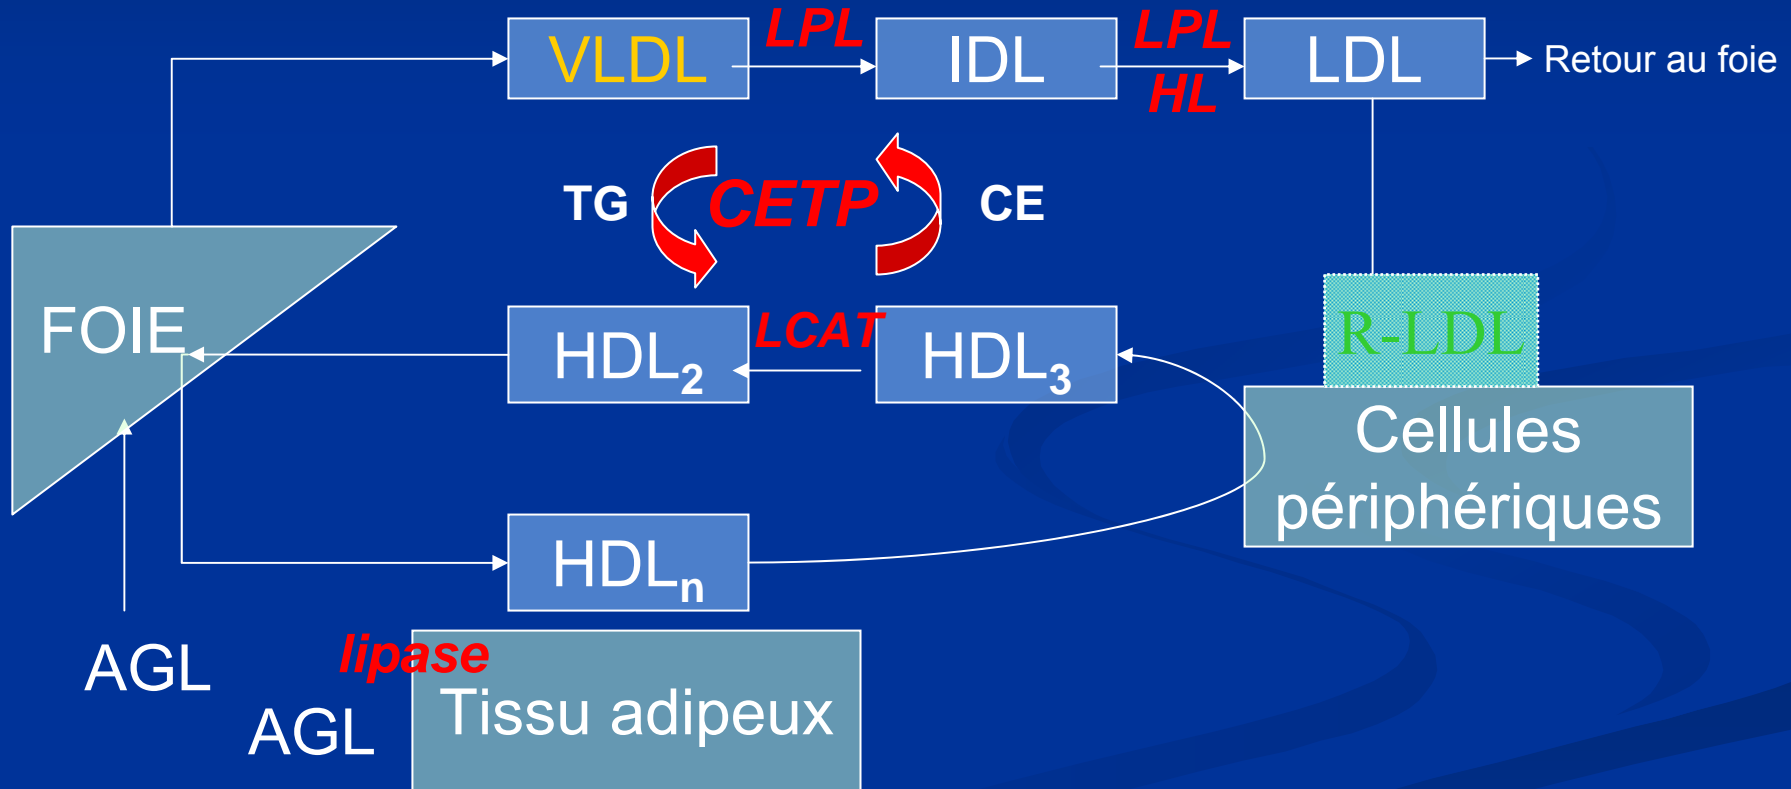 VLDL
LPL
IDL
LPL
HL
LDL
Retour au foie
TG
CETP
CE
FOIE
HDL2
LCAT
HDL3
R-LDL
Cellules
périphériques
HDLn
AGL
lipase
AGL
Tissu adipeux